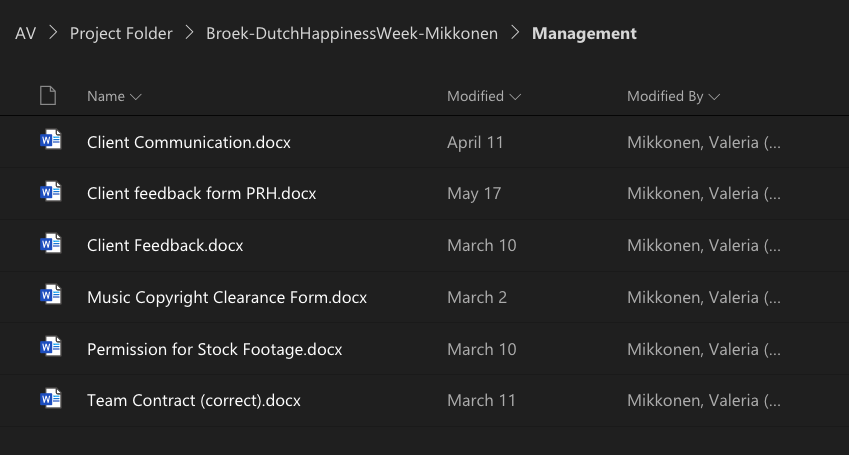 AV > Project Folder > Broek-DutchHappinessWeek-Mikkonen > Management
Name Modified Modified By
Client Communication.docx April 11 Mikkonen, Valeria (...
Client feedback form PRH.docx May 17 Mikkonen, Valeria (...
Client Feedback.docx March 10 Mikkonen, Valeria (...
Music Copyright Clearance Form.docx March 2 Mikkonen, Valeria (...
Permission for Stock Footage.docx March 10 Mikkonen, Valeria (...
Team Contract (correct).docx March 11 Mikkonen, Valeria (...